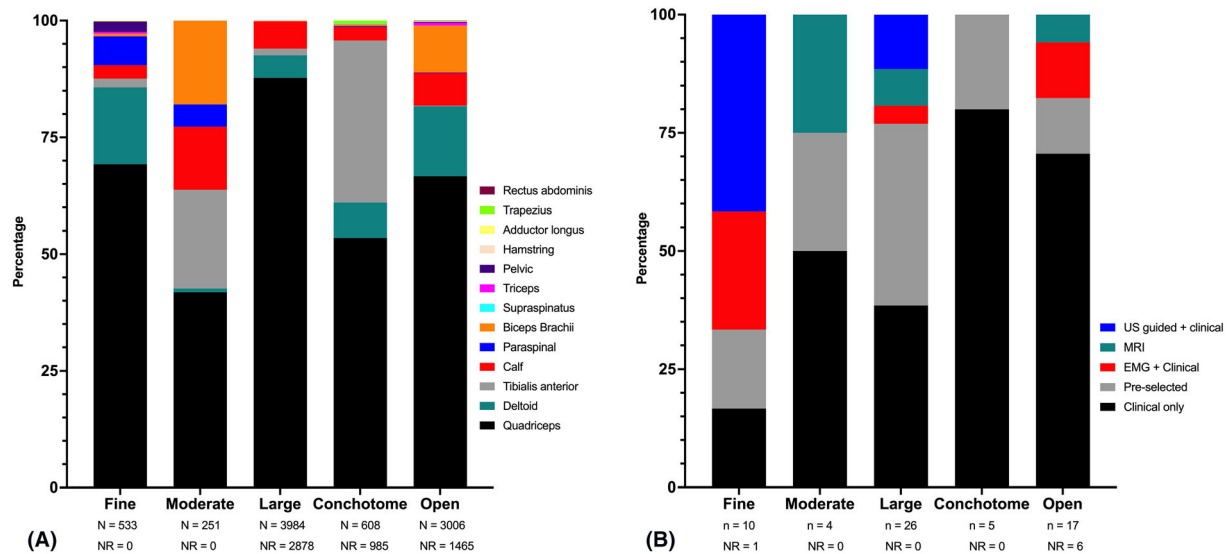 100
75
50
25
0
Percentage
Rectus abdominis
Trapezius
Adductor longus
Hamstring
Pelvic
Triceps
Supraspinatus
Biceps Brachii
Paraspinal
Calf
Tibialis anterior
Deltoid
Quadriceps
Fine Moderate Large Conchotome Open
N = 533 N = 251 N = 3984 N = 608 N = 3006
NR = 0 NR = 0 NR = 2878 NR = 985 NR = 1465
(A)
100
75
50
25
0
Percentage
US guided + clinical
MRI
EMG + Clinical
Pre-selected
Clinical only
Fine Moderate Large Conchotome Open
n = 10 n = 4 n = 26 n = 5 n = 17
NR = 1 NR = 0 NR = 0 NR = 0 NR = 6
(B)